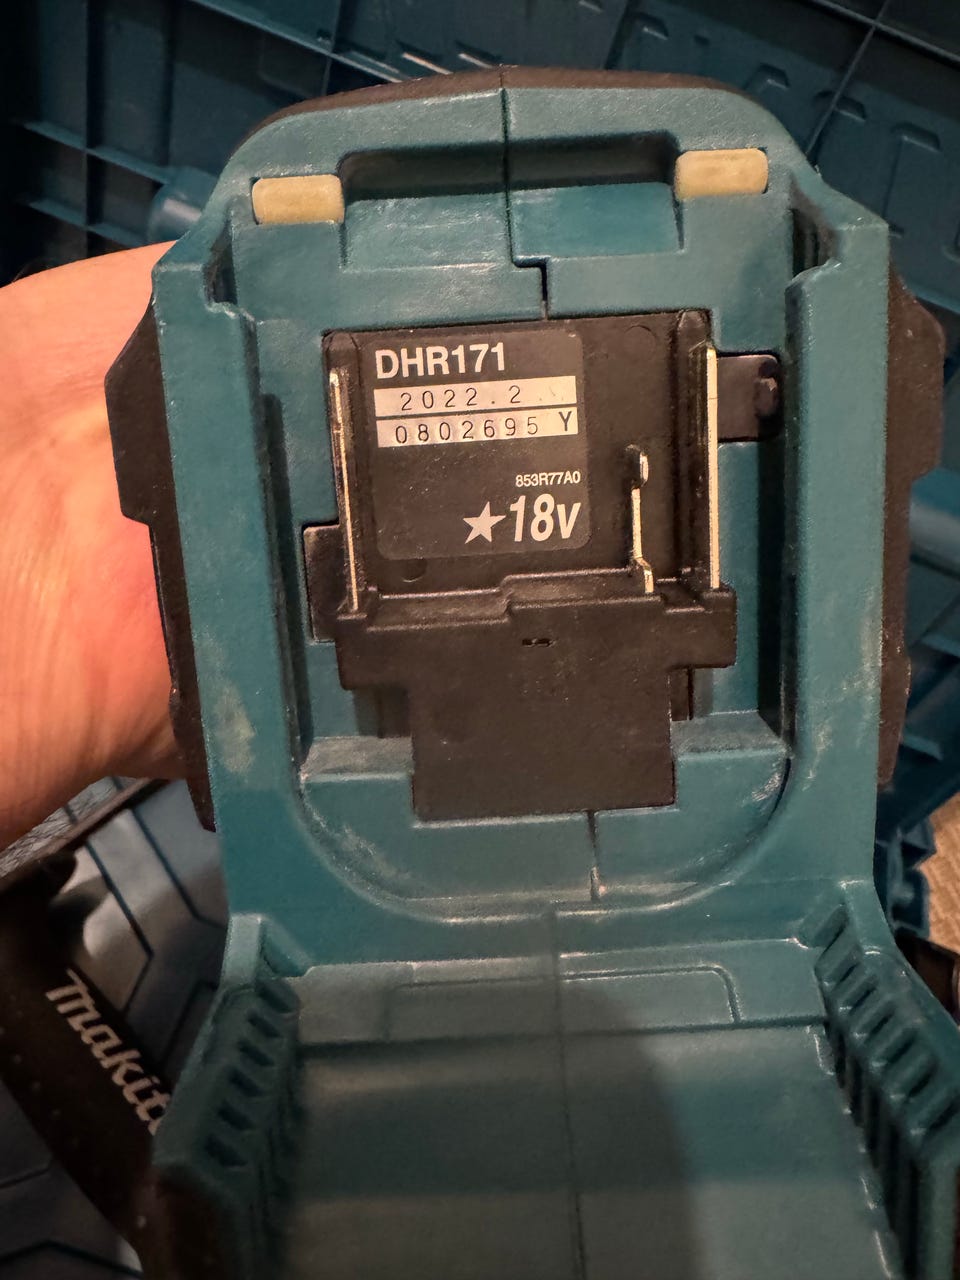 DHR171
2022.2
0802695 Y
853R77A0
★18v
makita